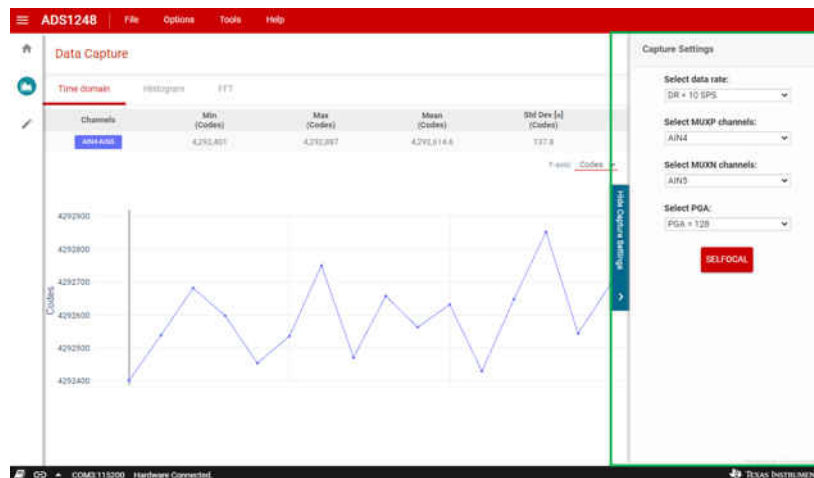 ADS1248 File Options Tools Help
Data Capture
Time domain Histogram FFT
Channels Min (Codes) Max (Codes) Mean (Codes) Std Dev [σ] (Codes)
AIN4-AIN5 4,292,401 4,292,887 4,292,614.6 137.8
Y-axis: Codes
4292900
4292800
4292700
4292600
4292500
4292400
Codes
Hide Capture Settings
Capture Settings
Select data rate:
DR = 10 SPS
Select MUXP channels:
AIN4
Select MUXN channels:
AIN5
Select PGA:
PGA = 128
SELFOCAL
COM3:115200 Hardware Connected.
TEXAS INSTRUMEN